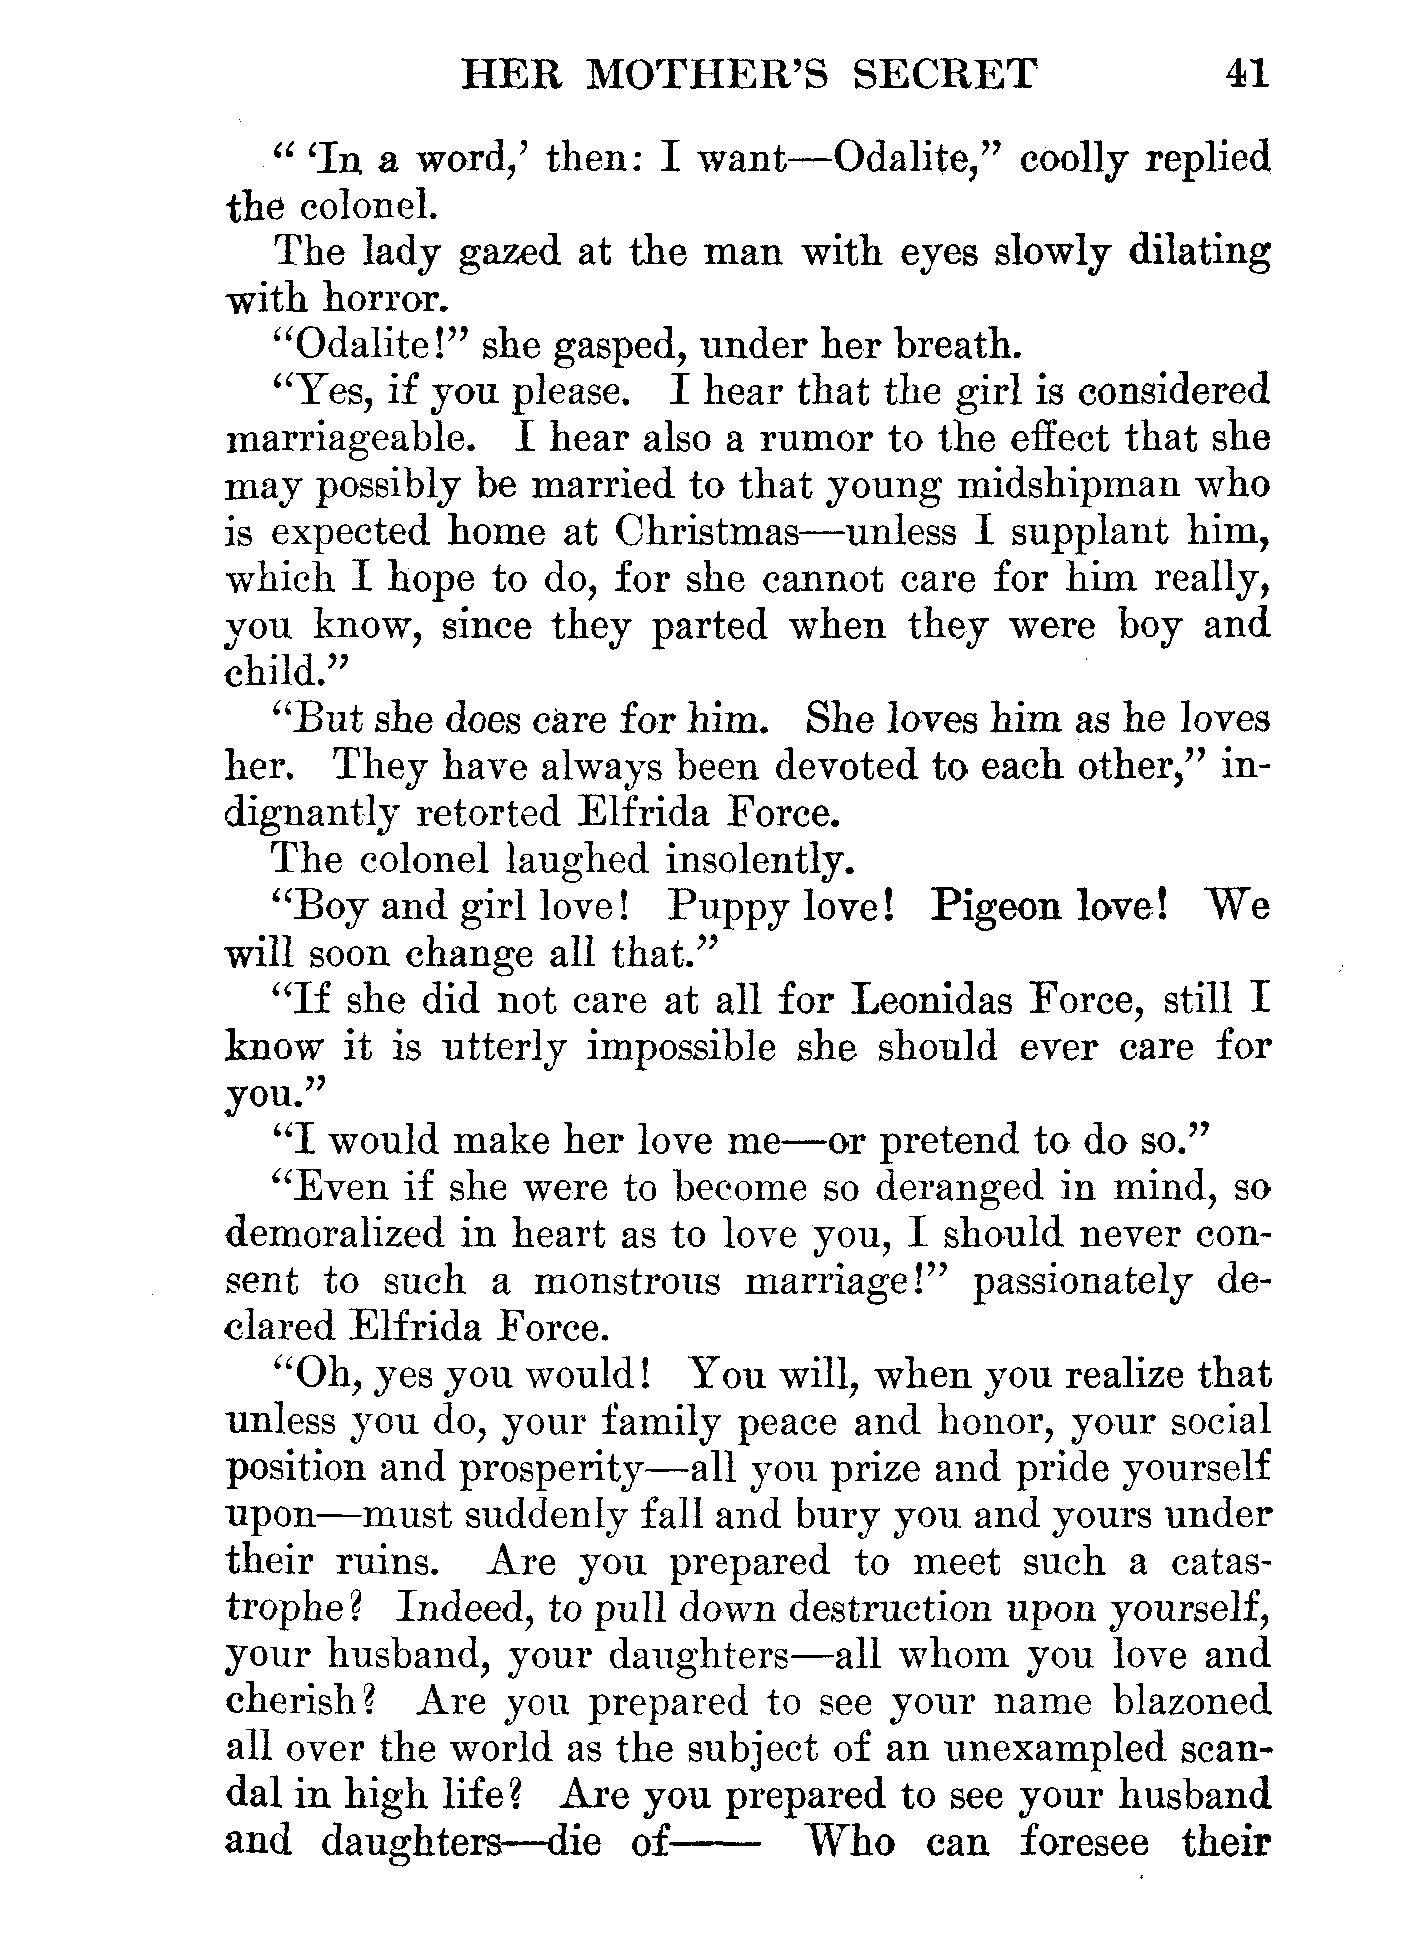 HER MOTHER'S SECRET 41
“ ‘In a word,’ then: I want—Odalite,” coolly replied
the colonel.
The lady gazed at the man with eyes slowly dilating
with horror.
“Odalite!” she gasped, under her breath.
“Yes, if you please. I hear that the girl is considered
marriageable. I hear also a rumor to the effect that she
may possibly be married to that young midshipman who
is expected home at Christmas—unless I supplant him,
which I hope to do, for she cannot care for him really,
you know, since they parted when they were boy and
child.”
“But she does care for him. She loves him as he loves
her. They have always been devoted to each other,” in-
dignantly retorted Elfrida Force.
The colonel laughed insolently.
“Boy and girl love! Puppy love! Pigeon love! We
will soon change all that.”
“If she did not care at all for Leonidas Force, still I
know it is utterly impossible she should ever care for
you.”
“I would make her love me—or pretend to do so.”
“Even if she were to become so deranged in mind, so
demoralized in heart as to love you, I should never con-
sent to such a monstrous marriage!” passionately de-
clared Elfrida Force.
“Oh, yes you would! You will, when you realize that
unless you do, your family peace and honor, your social
position and prosperity—all you prize and pride yourself
upon—must suddenly fall and bury you and yours under
their ruins. Are you prepared to meet such a catas-
trophe? Indeed, to pull down destruction upon yourself,
your husband, your daughters—all whom you love and
cherish? Are you prepared to see your name blazoned
all over the world as the subject of an unexampled scan-
dal in high life? Are you prepared to see your husband
and daughters—die of—— Who can foresee their